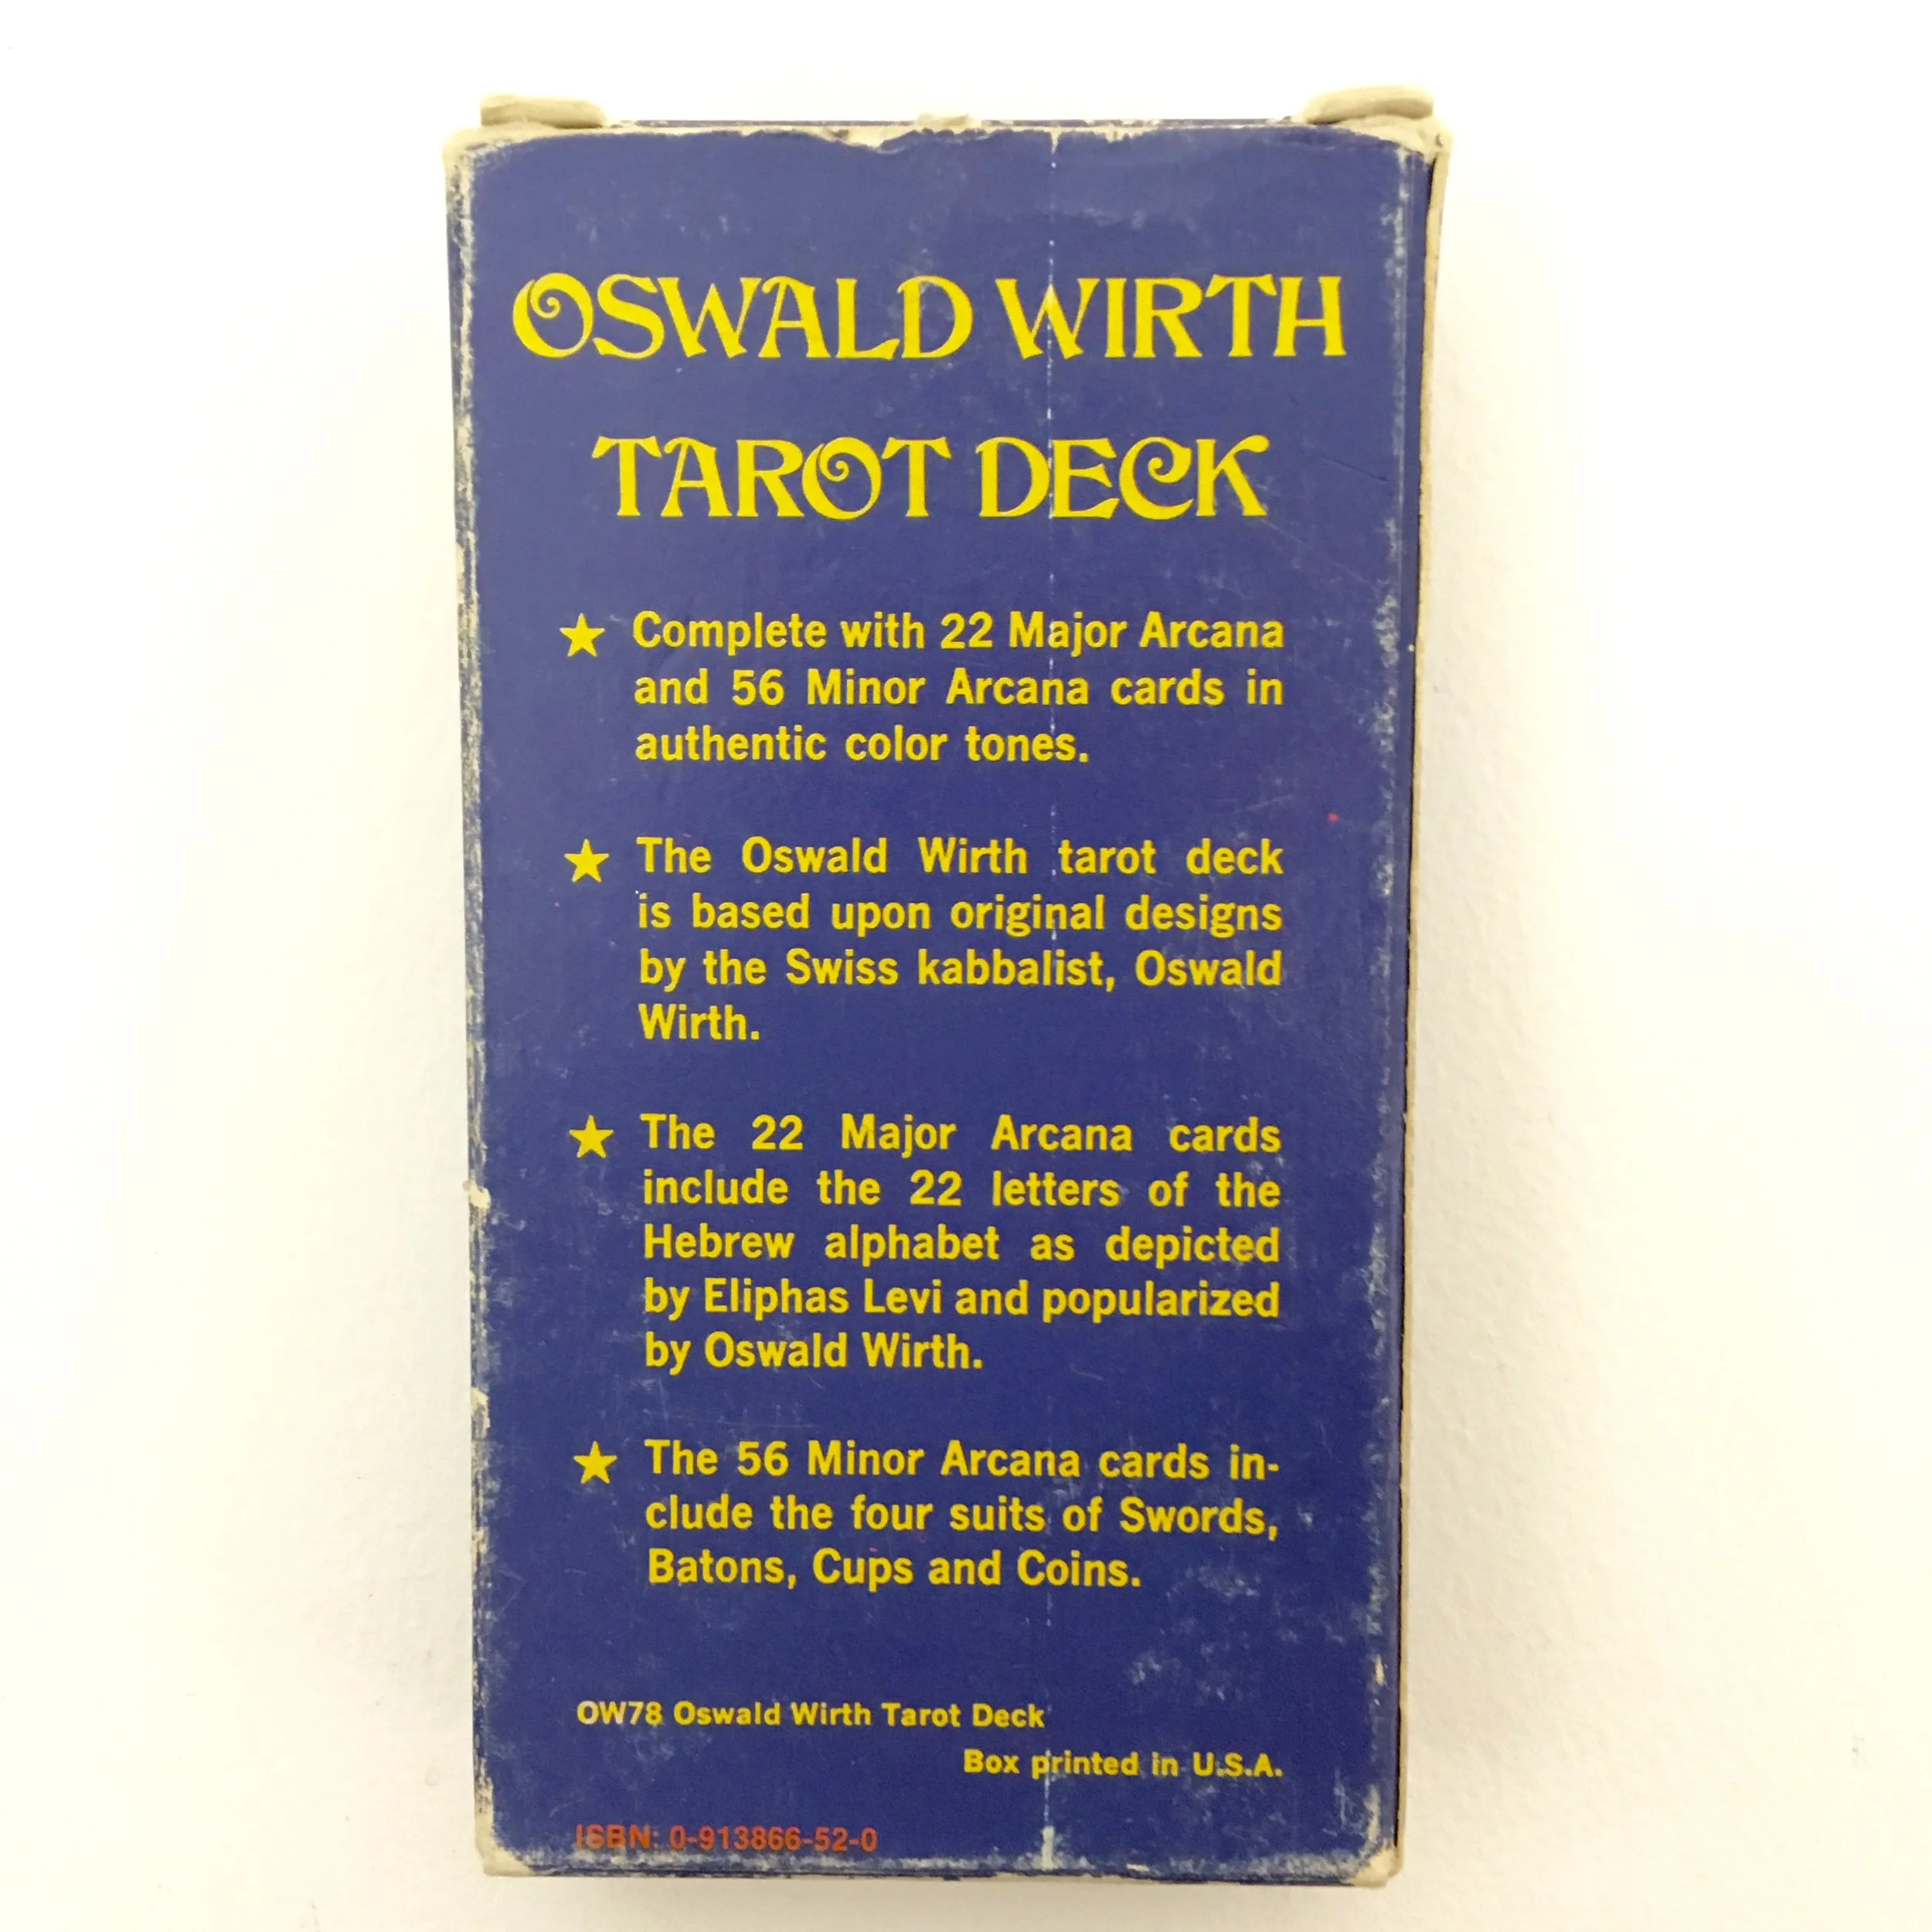 OSWALD WIRTH
TAROT DECK
★ Complete with 22 Major Arcana
and 56 Minor Arcana cards in
authentic color tones.
★ The Oswald Wirth tarot deck
is based upon original designs
by the Swiss kabbalist, Oswald
Wirth.
★ The 22 Major Arcana cards
include the 22 letters of the
Hebrew alphabet as depicted
by Eliphas Levi and popularized
by Oswald Wirth.
★ The 56 Minor Arcana cards in-
clude the four suits of Swords,
Batons, Cups and Coins.
OW78 Oswald Wirth Tarot Deck
Box printed in U.S.A.
ISBN: 0-913866-52-0